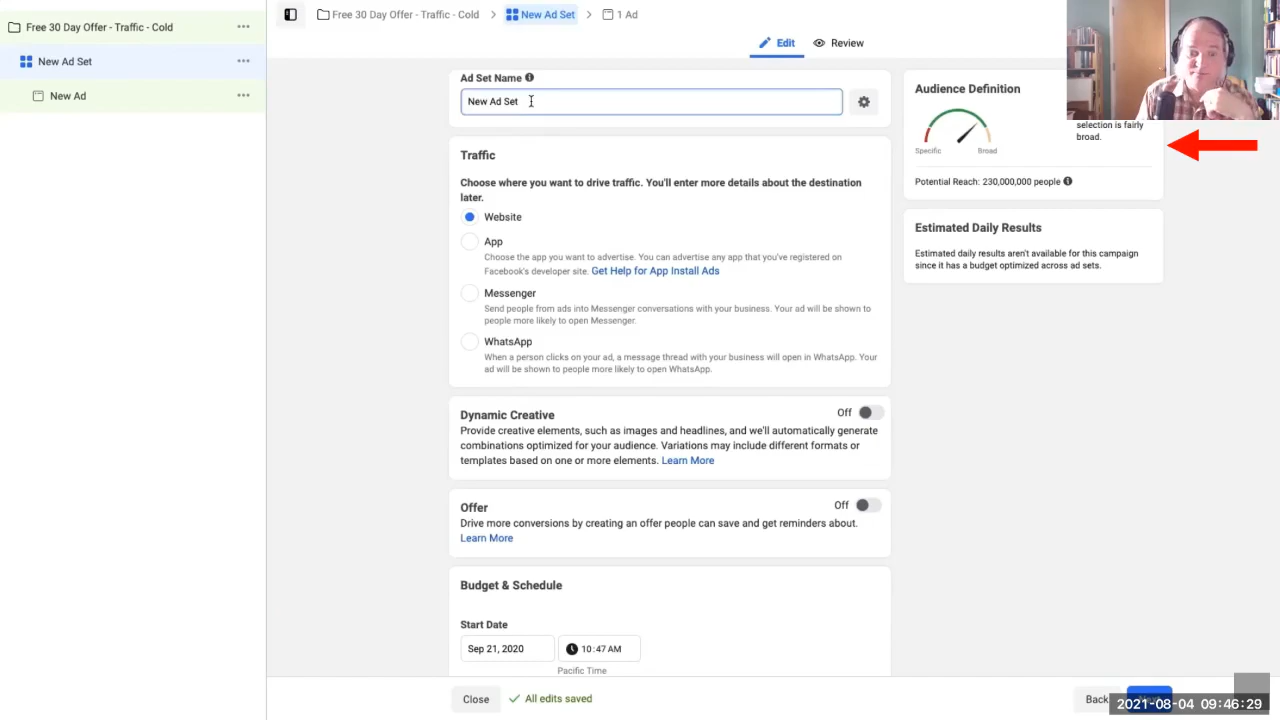 Free 30 Day Offer - Traffic - Cold
New Ad Set
New Ad
Free 30 Day Offer - Traffic - Cold
New Ad Set
1 Ad
Edit
Review
Ad Set Name
New Ad Set
Traffic
Choose where you want to drive traffic. You'll enter more details about the destination
later.
Website
App
Choose the app you want to advertise. You can advertise any app that you've registered on
Facebook's developer site. Get Help for App Install Ads
Messenger
Send people from ads into Messenger conversations with your business. Your ad will be shown to
people more likely to open Messenger.
WhatsApp
When a person clicks on your ad, a message thread with your business will open in WhatsApp. Your
ad will be shown to people more likely to open WhatsApp.
Dynamic Creative
Off
Provide creative elements, such as images and headlines, and we'll automatically generate
combinations optimized for your audience. Variations may include different formats or
templates based on one or more elements. Learn More
Offer
Off
Drive more conversions by creating an offer people can save and get reminders about.
Learn More
Budget & Schedule
Start Date
Sep 21, 2020
10:47 AM
Pacific Time
Close
All edits saved
Back
Audience Definition
selection is fairly
broad.
Specific
Broad
Potential Reach: 230,000,000 people
Estimated Daily Results
Estimated daily results aren't available for this campaign
since it has a budget optimized across ad sets.
2021-08-04 09:46:29